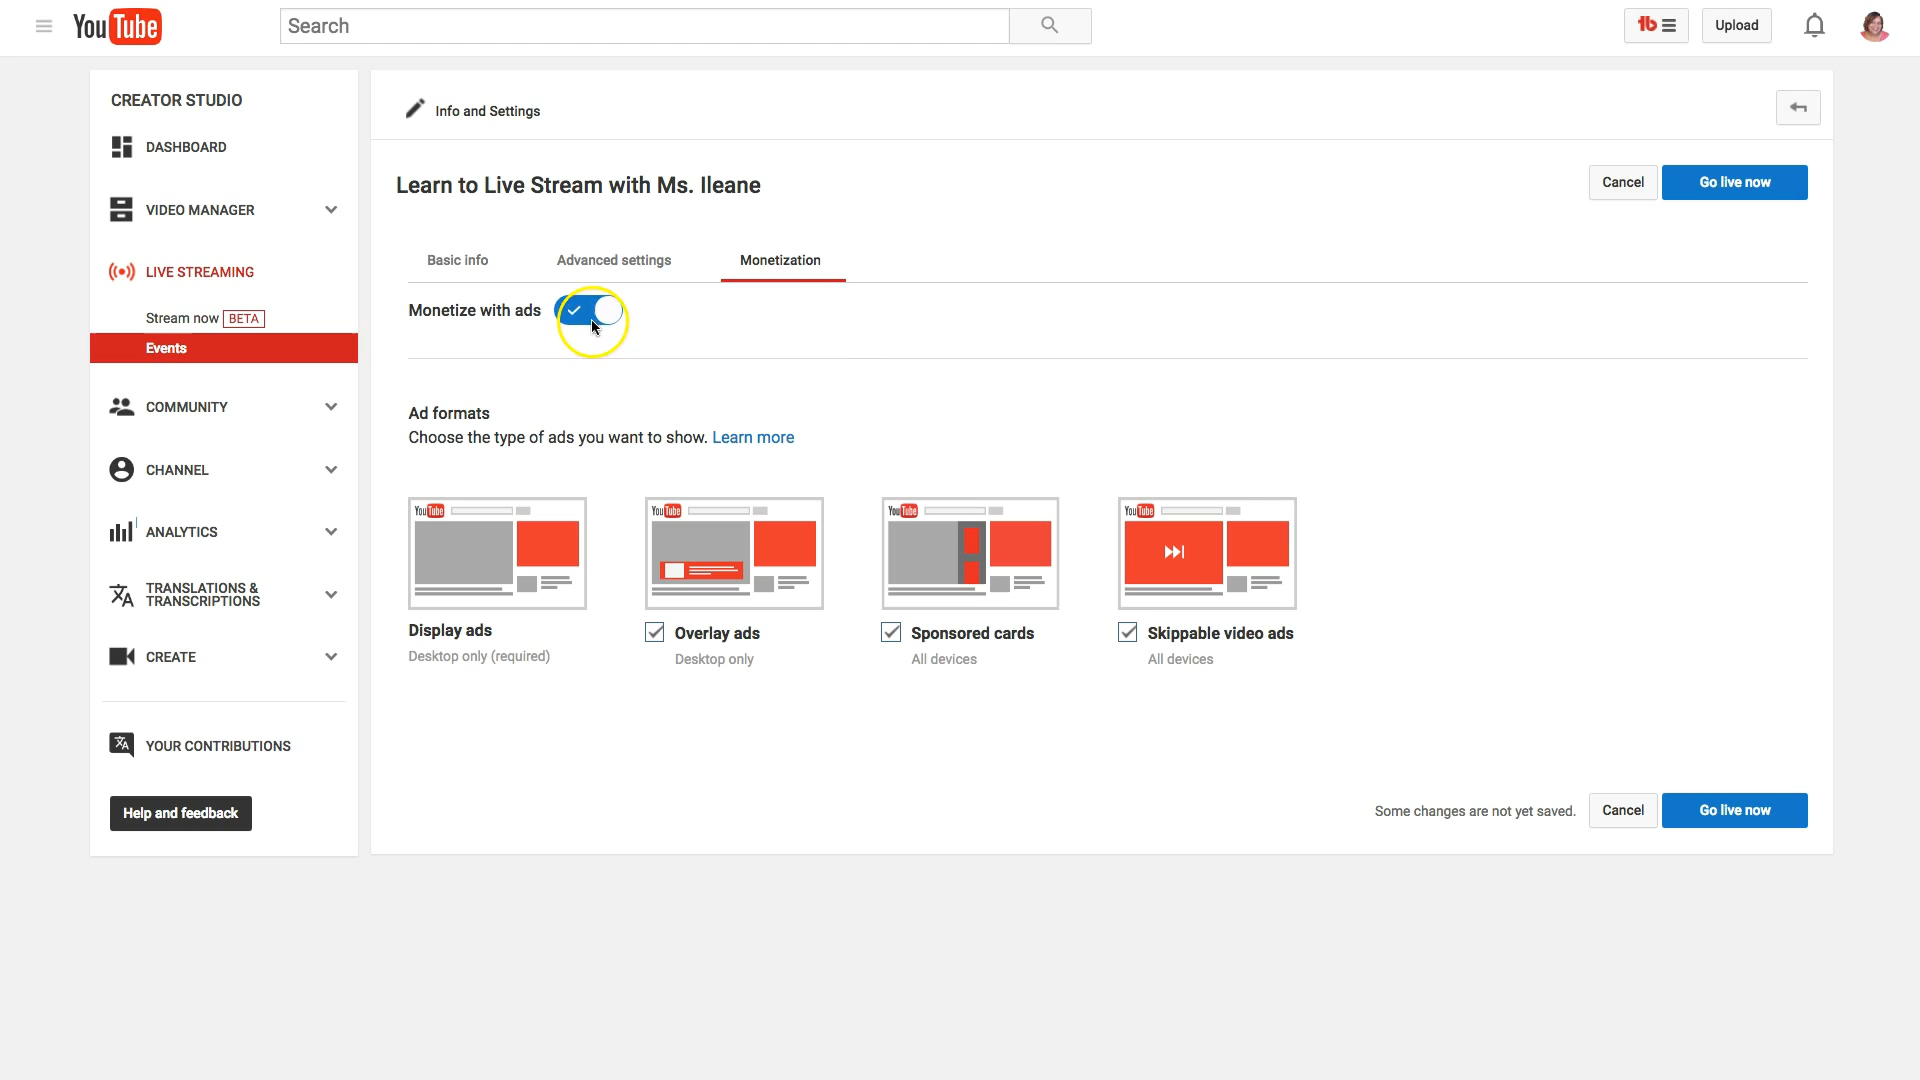 YouTube
Search
Upload
CREATOR STUDIO
DASHBOARD
VIDEO MANAGER
LIVE STREAMING
Stream now BETA
Events
COMMUNITY
CHANNEL
ANALYTICS
TRANSLATIONS &
TRANSCRIPTIONS
CREATE
YOUR CONTRIBUTIONS
Help and feedback
Info and Settings
Learn to Live Stream with Ms. Ileane
Cancel
Go live now
Basic info
Advanced settings
Monetization
Monetize with ads
Ad formats
Choose the type of ads you want to show. Learn more
YouTube
YouTube
YouTube
YouTube
Display ads
Desktop only (required)
Overlay ads
Desktop only
Sponsored cards
All devices
Skippable video ads
All devices
Some changes are not yet saved.
Cancel
Go live now